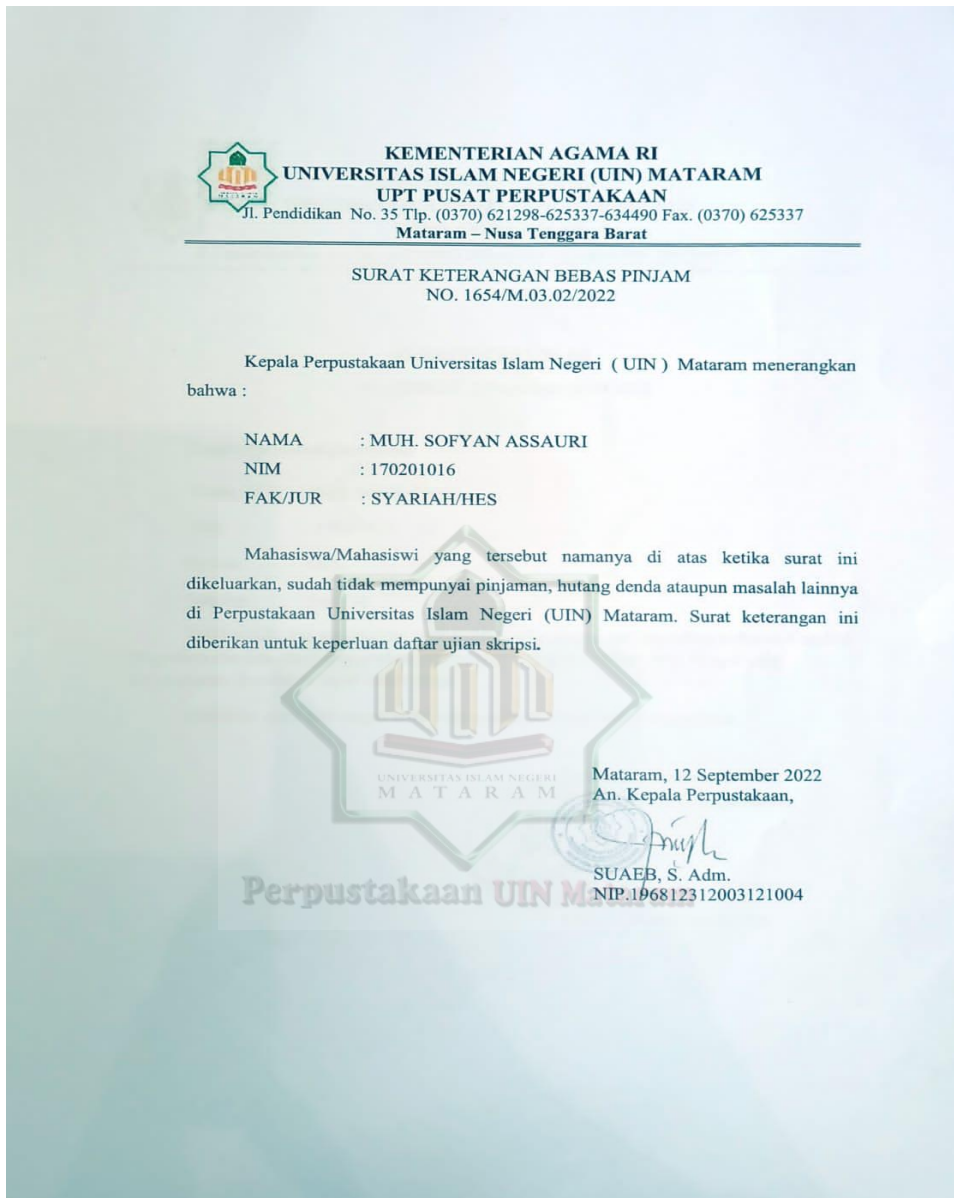 KEMENTERIAN AGAMA RI
UNIVERSITAS ISLAM NEGERI (UIN) MATARAM
UPT PUSAT PERPUSTAKAAN
Jl. Pendidikan No. 35 Tlp. (0370) 621298-625337-634490 Fax. (0370) 625337
Mataram – Nusa Tenggara Barat
SURAT KETERANGAN BEBAS PINJAM
NO. 1654/M.03.02/2022
Kepala Perpustakaan Universitas Islam Negeri ( UIN ) Mataram menerangkan
bahwa :
NAMA : MUH. SOFYAN ASSAURI
NIM : 170201016
FAK/JUR : SYARIAH/HES
Mahasiswa/Mahasiswi yang tersebut namanya di atas ketika surat ini
dikeluarkan, sudah tidak mempunyai pinjaman, hutang denda ataupun masalah lainnya
di Perpustakaan Universitas Islam Negeri (UIN) Mataram. Surat keterangan ini
diberikan untuk keperluan daftar ujian skripsi.
UNIVERSITAS ISLAM NEGERI
MATARAM
Mataram, 12 September 2022
An. Kepala Perpustakaan,
SUAEB, S. Adm.
NIP.196812312003121004
Perpustakaan UIN Mataram